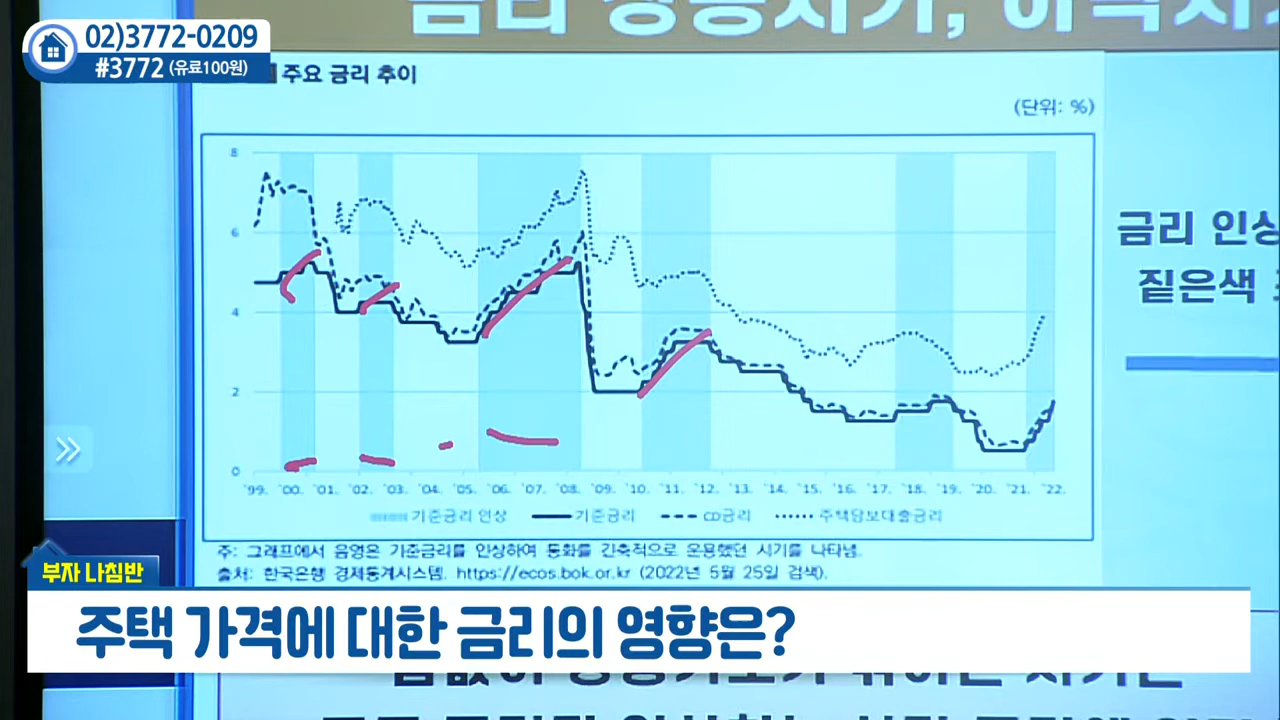 금리 상승시기,
02)3772-0209
#3772 (유료100원)
주요 금리 추이
(단위: %)
8
6
4
2
0
'99. '00. '01. '02. '03. '04. '05. '06. '07. '08. '09. '10. '11. '12. '13. '14. '15. '16. '17. '18. '19. '20. '21. '22.
기준금리 인상 기준금리 CD금리 주택담보대출금리
주: 그래프에서 음영은 기준금리를 인상하여 통화를 긴축적으로 운용했던 시기를 나타냄.
출처: 한국은행 경제통계시스템. https://ecos.bok.or.kr (2022년 5월 25일 검색).
금리 인상
짙은색
부자 나침반
주택 가격에 대한 금리의 영향은?